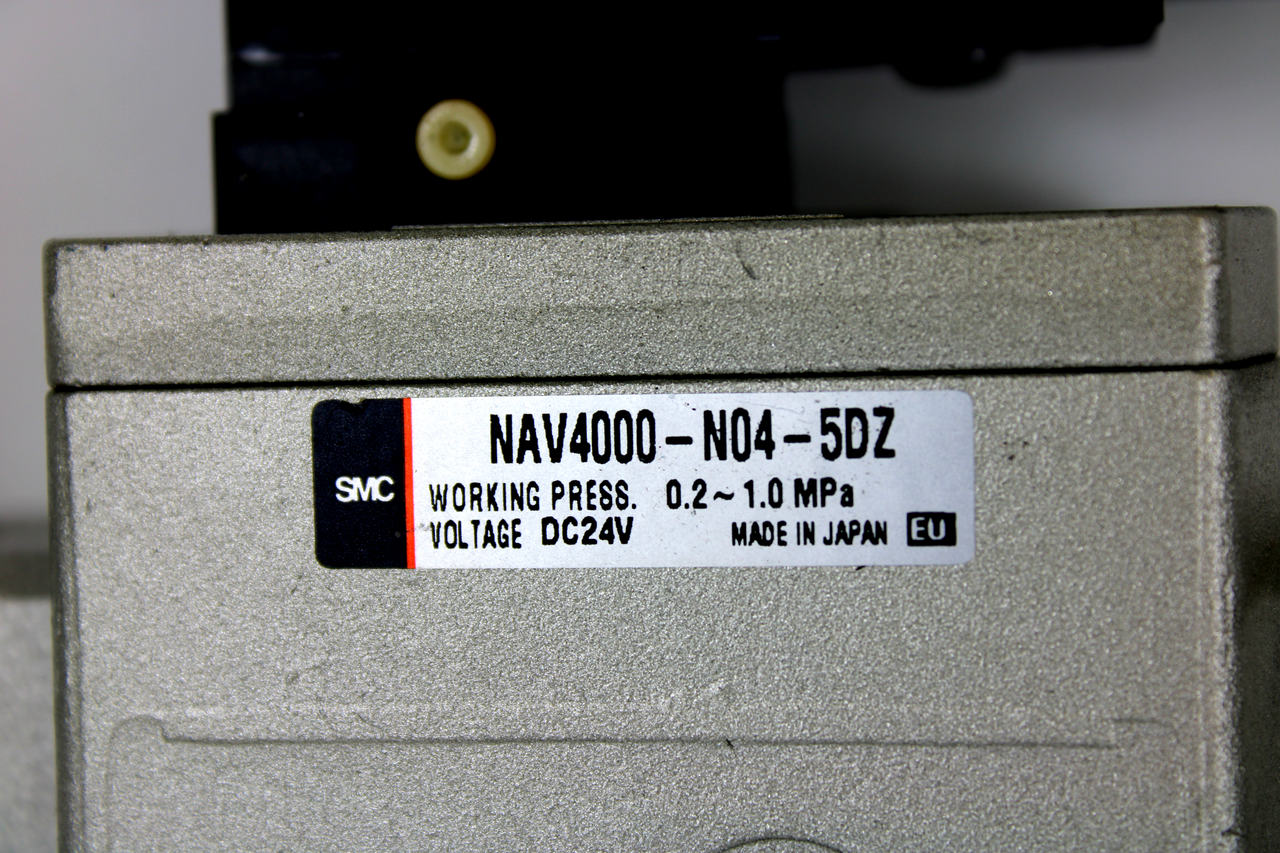 SMC
NAV4000-N04-5DZ
WORKING PRESS. 0.2~1.0 MPa
VOLTAGE DC24V MADE IN JAPAN EU